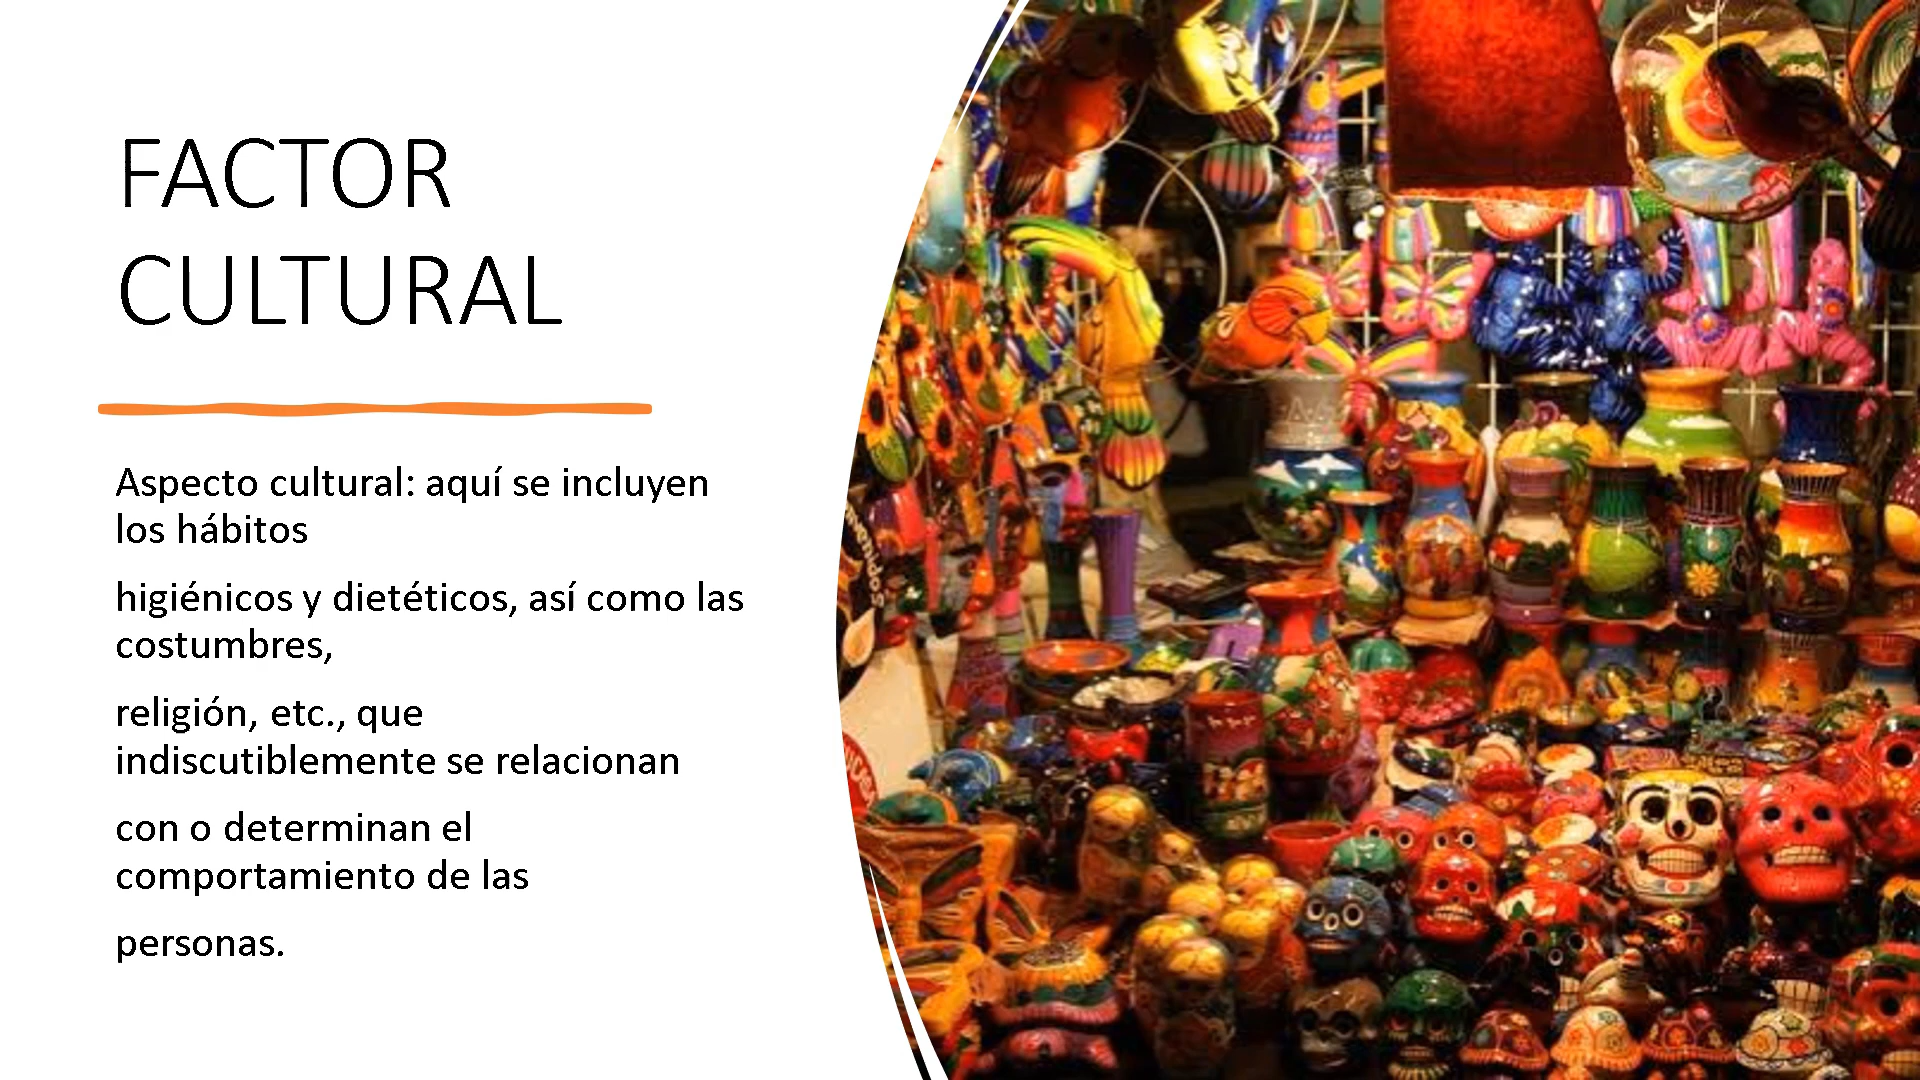 FACTOR
CULTURAL
Aspecto cultural: aquí se incluyen
los hábitos
higiénicos y dietéticos, así como las
costumbres,
religión, etc., que
indiscutiblemente se relacionan
con o determinan el
comportamiento de las
personas.